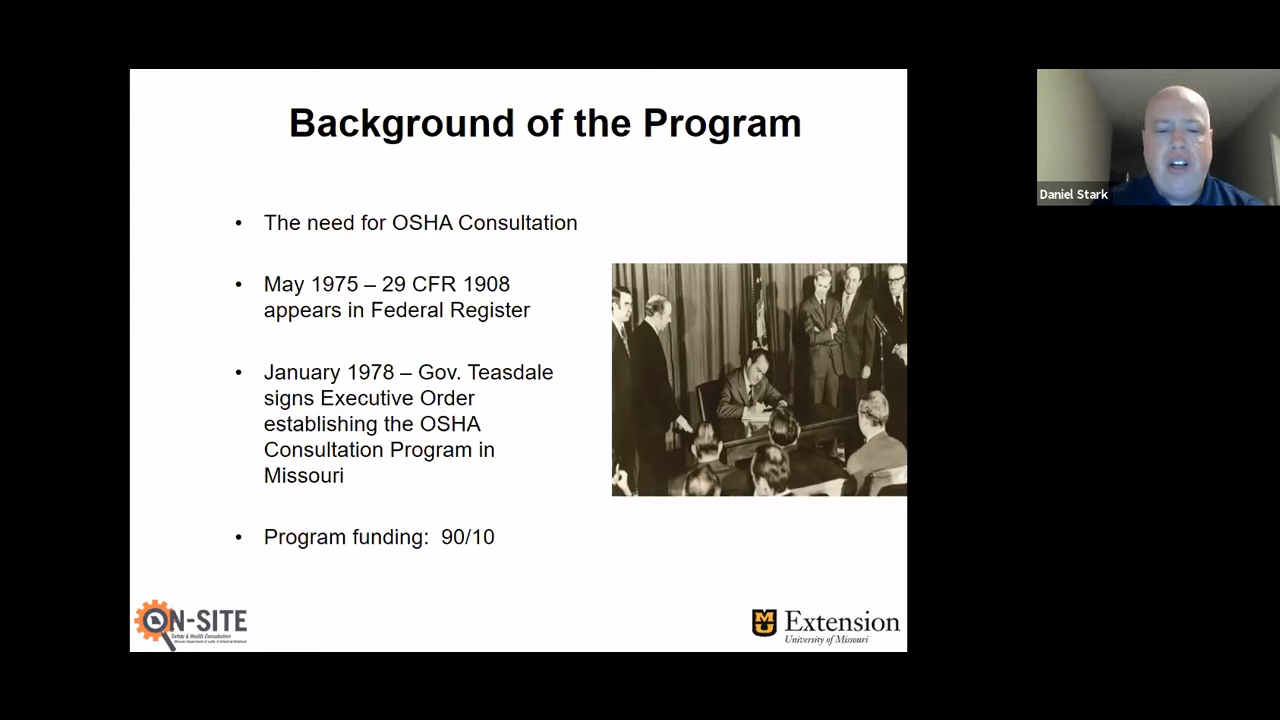 Background of the Program
• The need for OSHA Consultation
• May 1975 – 29 CFR 1908
appears in Federal Register
• January 1978 – Gov. Teasdale
signs Executive Order
establishing the OSHA
Consultation Program in
Missouri
• Program funding:  90/10
ON-SITE
Safety & Health Consultation
Missouri Department of Labor & Industrial Relations
MU Extension
University of Missouri
Daniel Stark